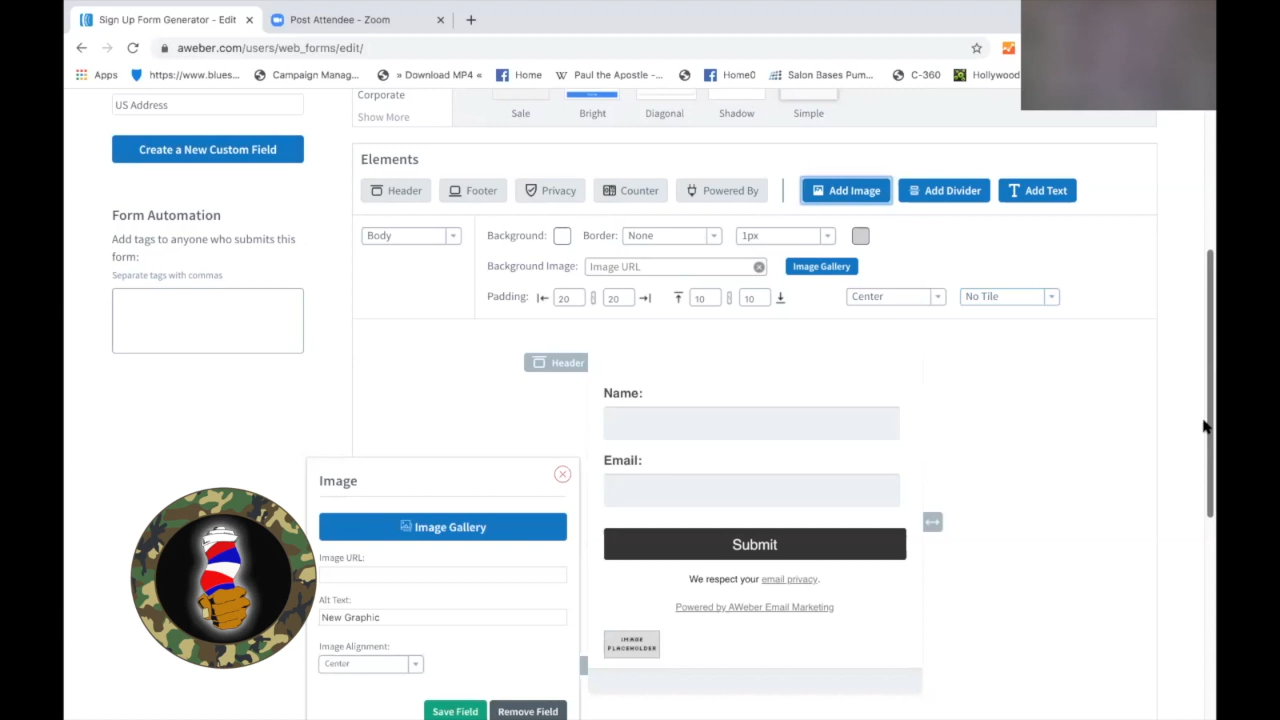 Sign Up Form Generator - Edit
Post Attendee - Zoom
aweber.com/users/web_forms/edit/
Apps https://www.blues... Campaign Manag... » Download MP4 « Home Paul the Apostle -... Home0 Salon Bases Pum... C-360 Hollywood
US Address
Create a New Custom Field
Form Automation
Add tags to anyone who submits this
form:
Separate tags with commas
Corporate
Show More
Sale Bright Diagonal Shadow Simple
Elements
Header Footer Privacy Counter Powered By Add Image Add Divider Add Text
Body
Background: Border: None 1px
Background Image: Image URL Image Gallery
Padding: 20 20 10 10 Center No Tile
Header
Name:
Email:
Submit
We respect your email privacy.
Powered by AWeber Email Marketing
IMAGE
PLACEHOLDER
Image
Image Gallery
Image URL:
Alt Text:
New Graphic
Image Alignment:
Center
Save Field Remove Field